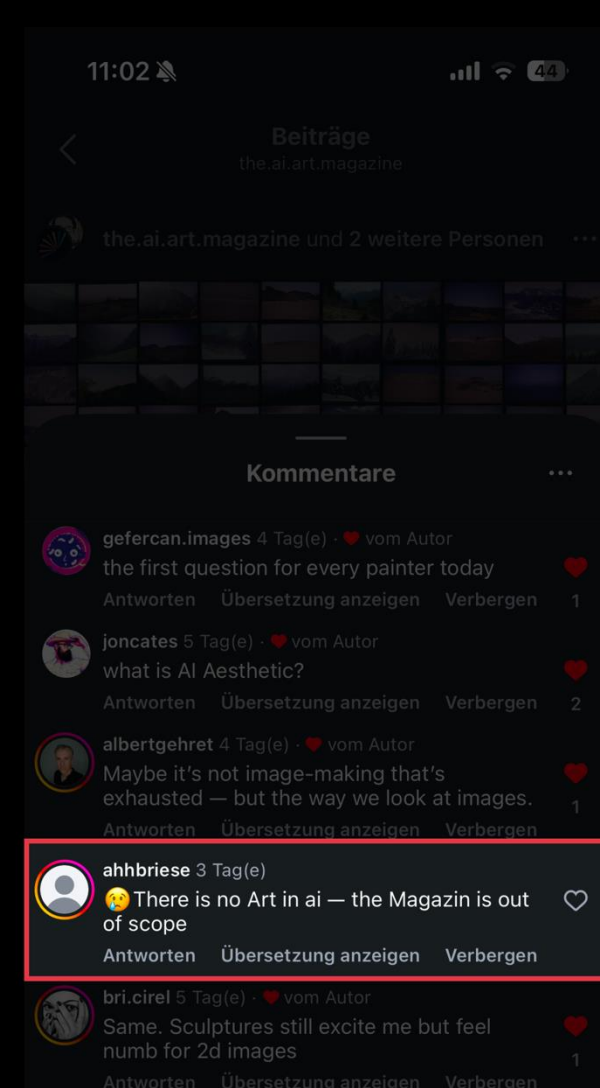 11:02
44
Beiträge
the.ai.art.magazine
the.ai.art.magazine und 2 weitere Personen
Kommentare
gefercan.images 4 Tag(e) · ❤️ vom Autor
the first question for every painter today
Antworten Übersetzung anzeigen Verbergen 1
joncates 5 Tag(e) · ❤️ vom Autor
what is AI Aesthetic?
Antworten Übersetzung anzeigen Verbergen 2
albertgehret 4 Tag(e) · ❤️ vom Autor
Maybe it's not image-making that's
exhausted — but the way we look at images. 1
Antworten Übersetzung anzeigen Verbergen
ahhbriese 3 Tag(e)
😢There is no Art in ai — the Magazin is out
of scope
Antworten Übersetzung anzeigen Verbergen
bri.cirel 5 Tag(e) · ❤️ vom Autor
Same. Sculptures still excite me but feel
numb for 2d images 1
Antworten Übersetzung anzeigen Verbergen